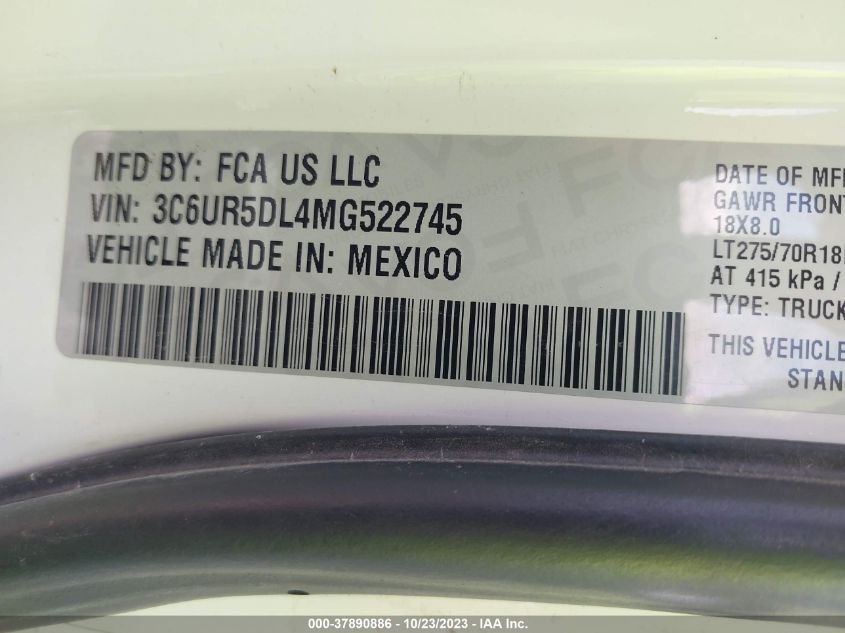 MFD BY: FCA US LLC
VIN: 3C6UR5DL4MG522745
VEHICLE MADE IN: MEXICO
DATE OF MF
GAWR FRONT
18X8.0
LT275/70R18
AT 415 kPa /
TYPE: TRUCK
THIS VEHICLE
STAN
000-37890886 - 10/23/2023 - IAA Inc.